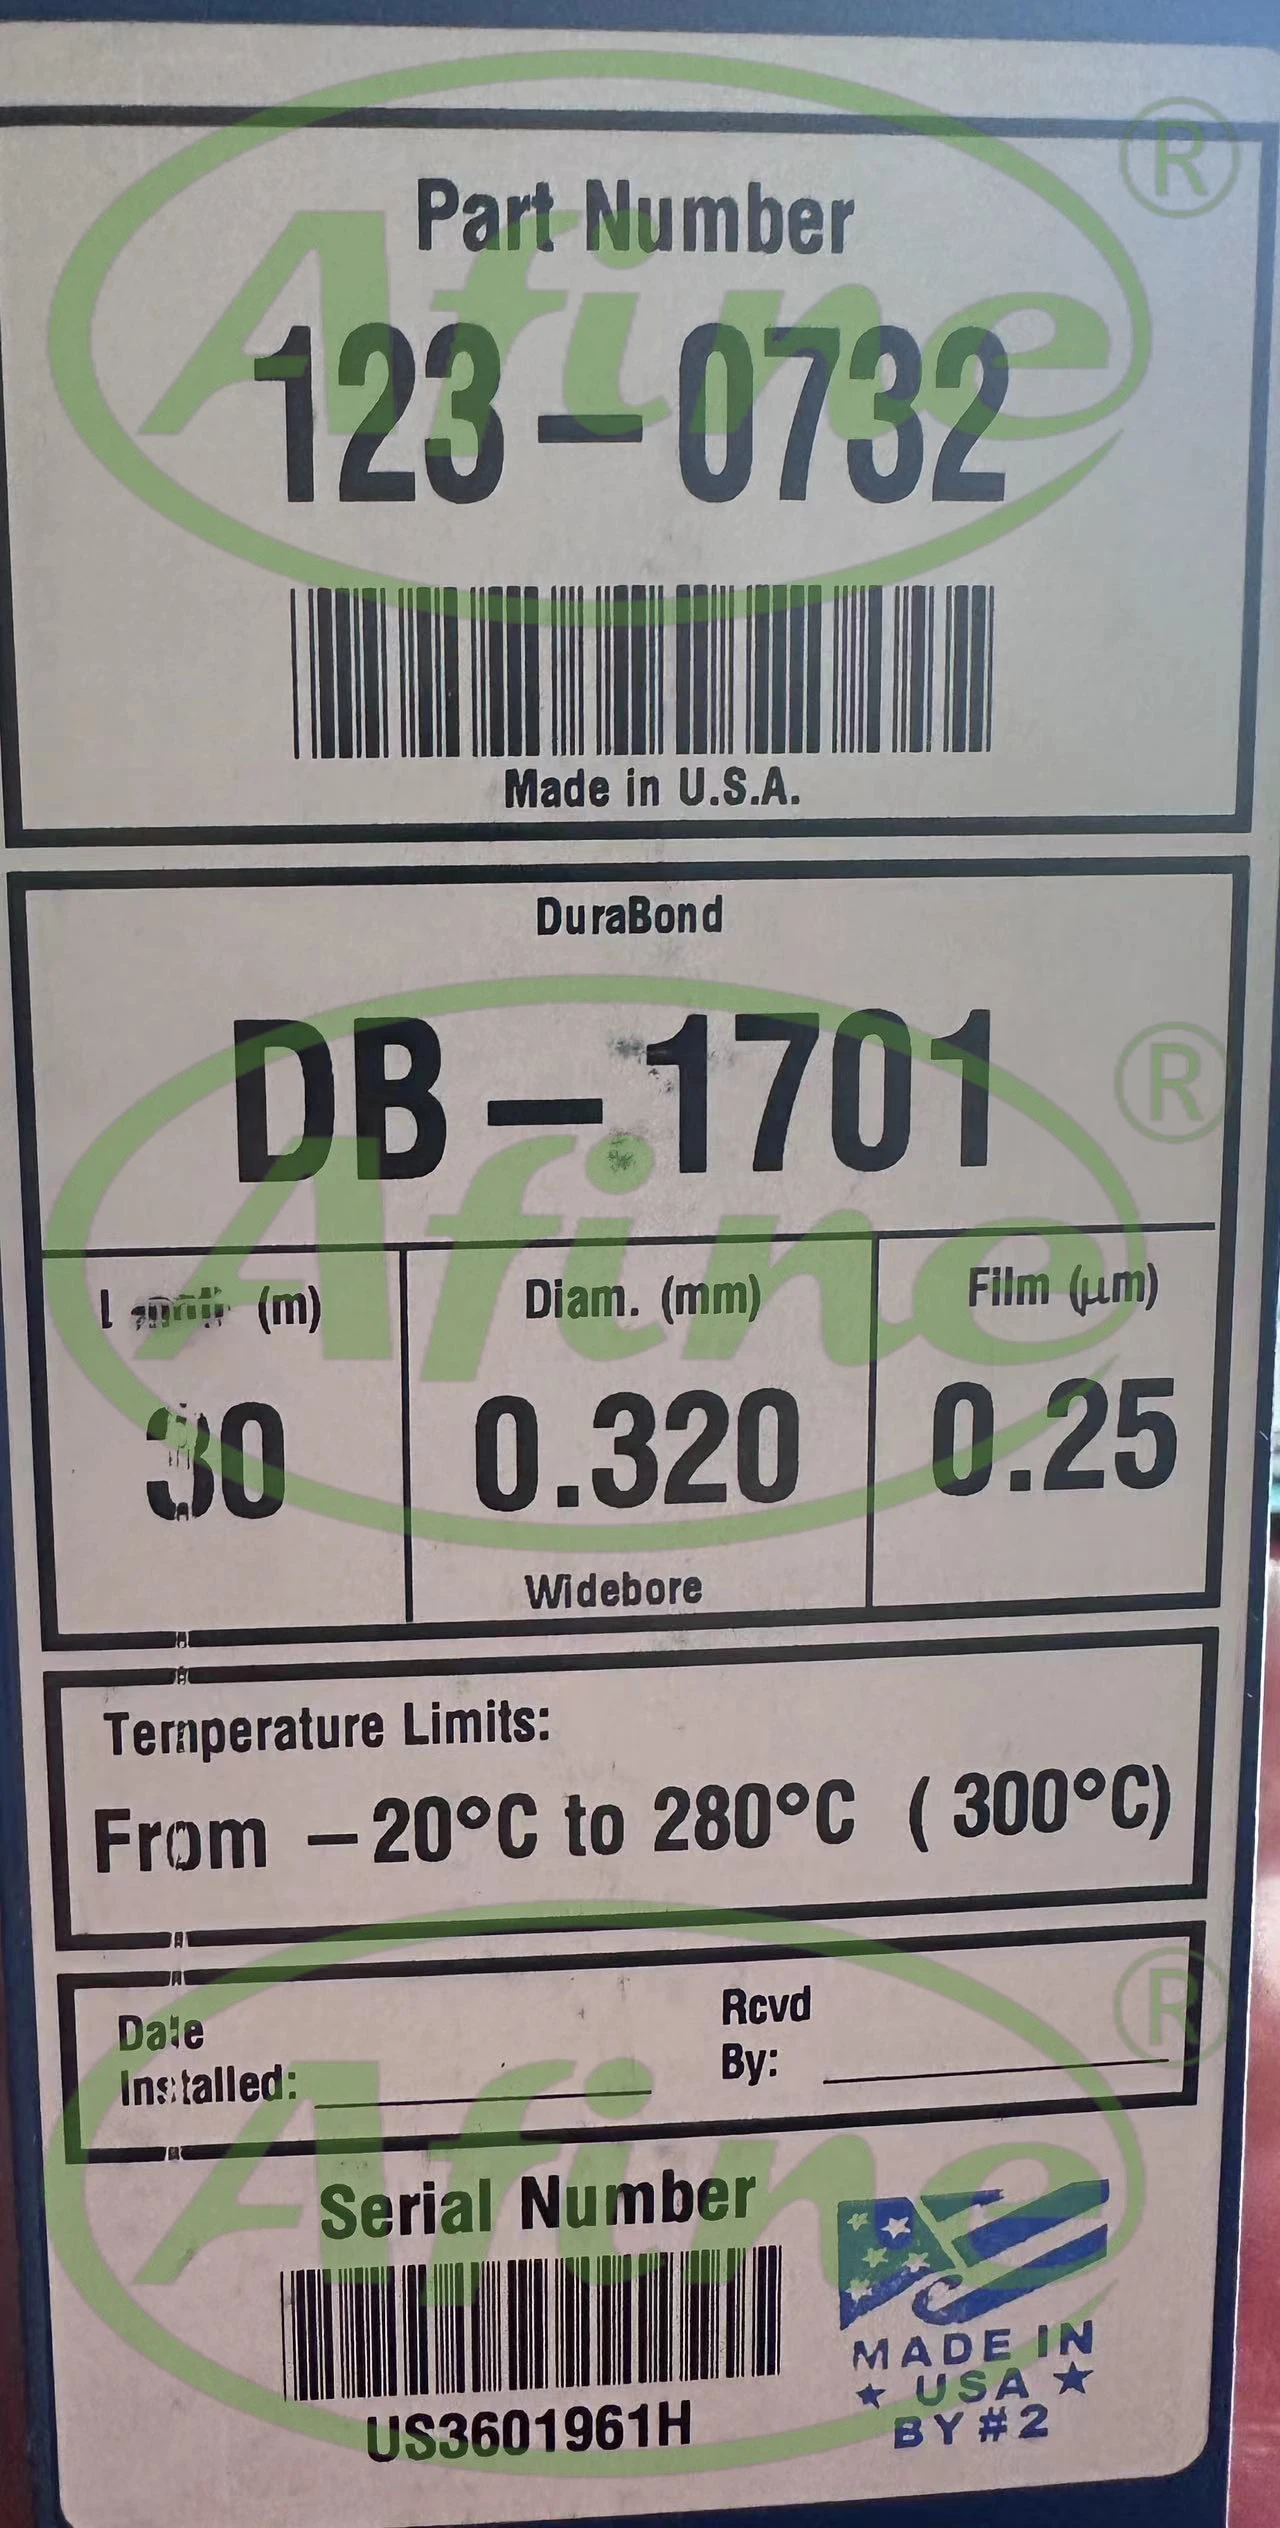 Part Number
123-0732
Made in U.S.A.
DuraBond
DB-1701
(m) Diam. (mm) Film (μm)
30 0.320 0.25
Widebore
Temperature Limits:
From -20°C to 280°C (300°C)
Date
Installed:
Rcvd
By:
Serial Number
US3601961H
MADE IN
★ USA ★
BY #2
Afine®
Afine®
Afine®